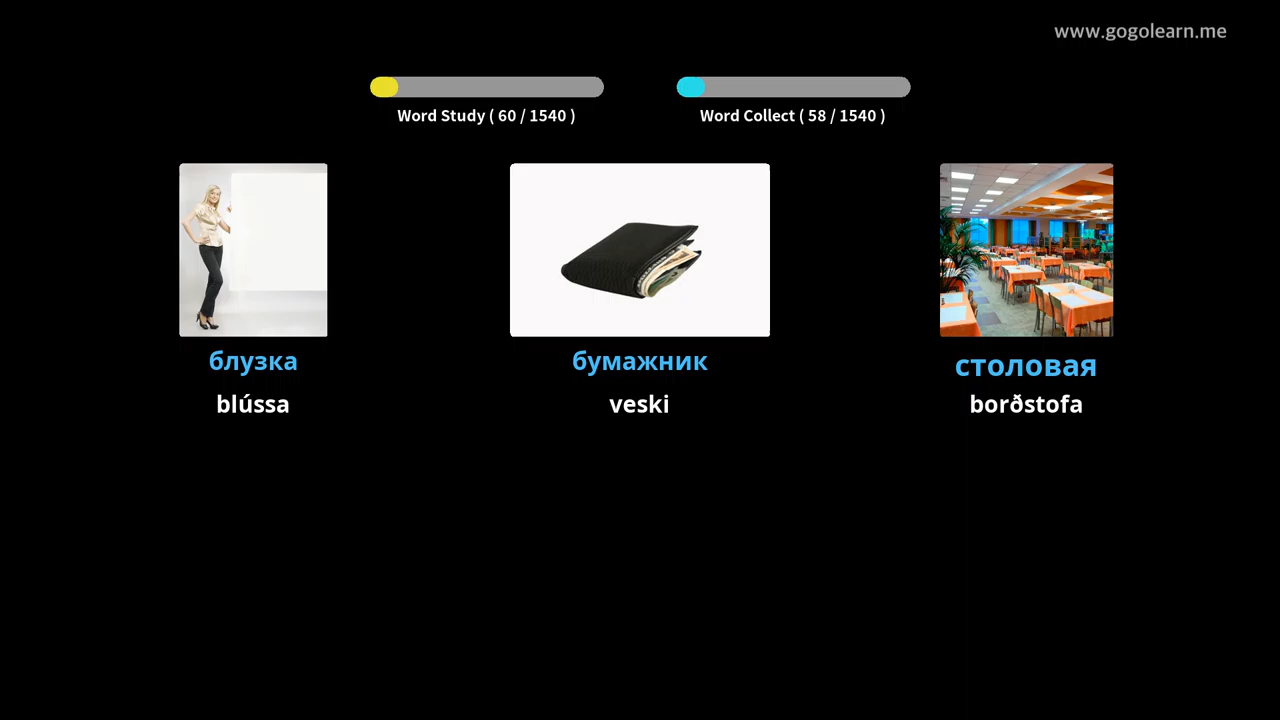 www.gogolearn.me
Word Study ( 60 / 1540 )
Word Collect ( 58 / 1540 )
блузка
бумажник
столовая
blússa
veski
borðstofa